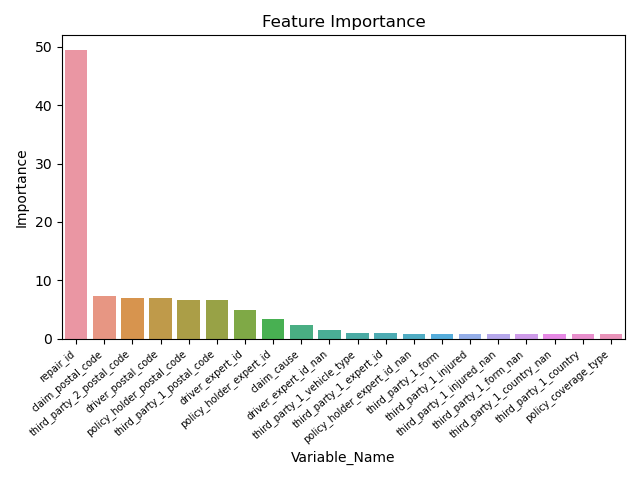 Feature Importance
50
40
30
20
10
0
Importance
repair_id
claim_postal_code
third_party_2_postal_code
driver_postal_code
policy_holder_postal_code
third_party_1_postal_code
driver_expert_id
policy_holder_expert_id
claim_cause
driver_expert_id_nan
third_party_1_vehicle_type
third_party_1_expert_id
policy_holder_expert_id_nan
third_party_1_form
third_party_1_injured
third_party_1_injured_nan
third_party_1_form_nan
third_party_1_country_nan
third_party_1_country
policy_coverage_type
Variable_Name